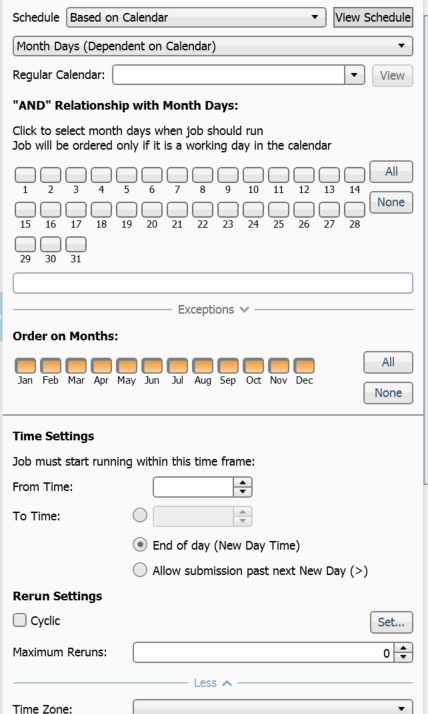 Schedule Based on Calendar View Schedule
Month Days (Dependent on Calendar)
Regular Calendar: View
"AND" Relationship with Month Days:
Click to select month days when job should run
Job will be ordered only if it is a working day in the calendar
All
1 2 3 4 5 6 7 8 9 10 11 12 13 14
None
15 16 17 18 19 20 21 22 23 24 25 26 27 28
29 30 31
Exceptions
Order on Months:
All
Jan Feb Mar Apr May Jun Jul Aug Sep Oct Nov Dec
None
Time Settings
Job must start running within this time frame:
From Time:
To Time:
End of day (New Day Time)
Allow submission past next New Day (>)
Rerun Settings
Cyclic Set...
Maximum Reruns: 0
Less
Time Zone: